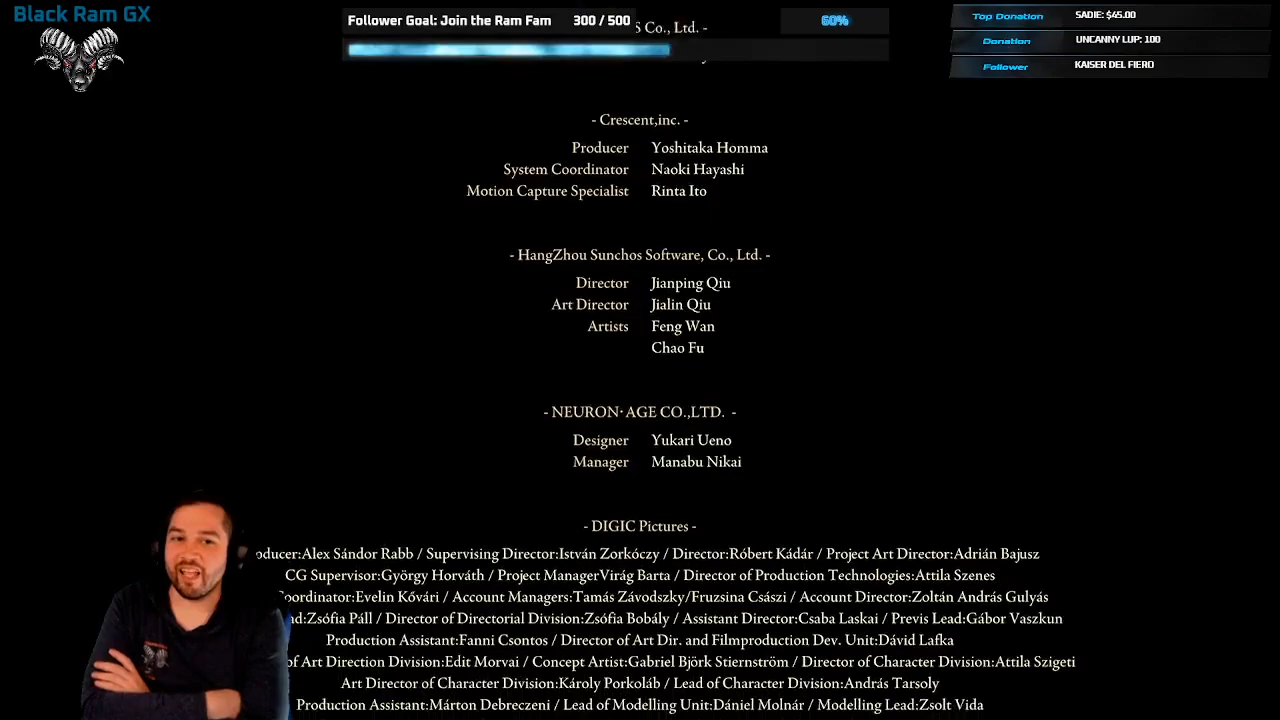 Black Ram GX
Follower Goal: Join the Ram Fam 300 / 500
60%
Top Donation SADIE: $45.00
Donation UNCANNY LUP: 100
Follower KAISER DEL FIERO
S Co., Ltd. -
- Crescent,inc. -
Producer Yoshitaka Homma
System Coordinator Naoki Hayashi
Motion Capture Specialist Rinta Ito
- HangZhou Sunchos Software, Co., Ltd. -
Director Jianping Qiu
Art Director Jialin Qiu
Artists Feng Wan
Chao Fu
- NEURON·AGE CO.,LTD. -
Designer Yukari Ueno
Manager Manabu Nikai
- DIGIC Pictures -
oducer:Alex Sándor Rabb / Supervising Director:István Zorkóczy / Director:Róbert Kádár / Project Art Director:Adrián Bajusz
CG Supervisor:György Horváth / Project ManagerVirág Barta / Director of Production Technologies:Attila Szenes
oordinator:Evelin Kővári / Account Managers:Tamás Závodszky/Fruzsina Császi / Account Director:Zoltán András Gulyás
nd:Zsófia Páll / Director of Directorial Division:Zsófia Bobály / Assistant Director:Csaba Laskai / Previs Lead:Gábor Vaszkun
Production Assistant:Fanni Csontos / Director of Art Dir. and Filmproduction Dev. Unit:Dávid Lafka
of Art Direction Division:Edit Morvai / Concept Artist:Gabriel Björk Stiernström / Director of Character Division:Attila Szigeti
Art Director of Character Division:Károly Porkoláb / Lead of Character Division:András Tarsoly
Production Assistant:Márton Debreczeni / Lead of Modelling Unit:Dániel Molnár / Modelling Lead:Zsolt Vida